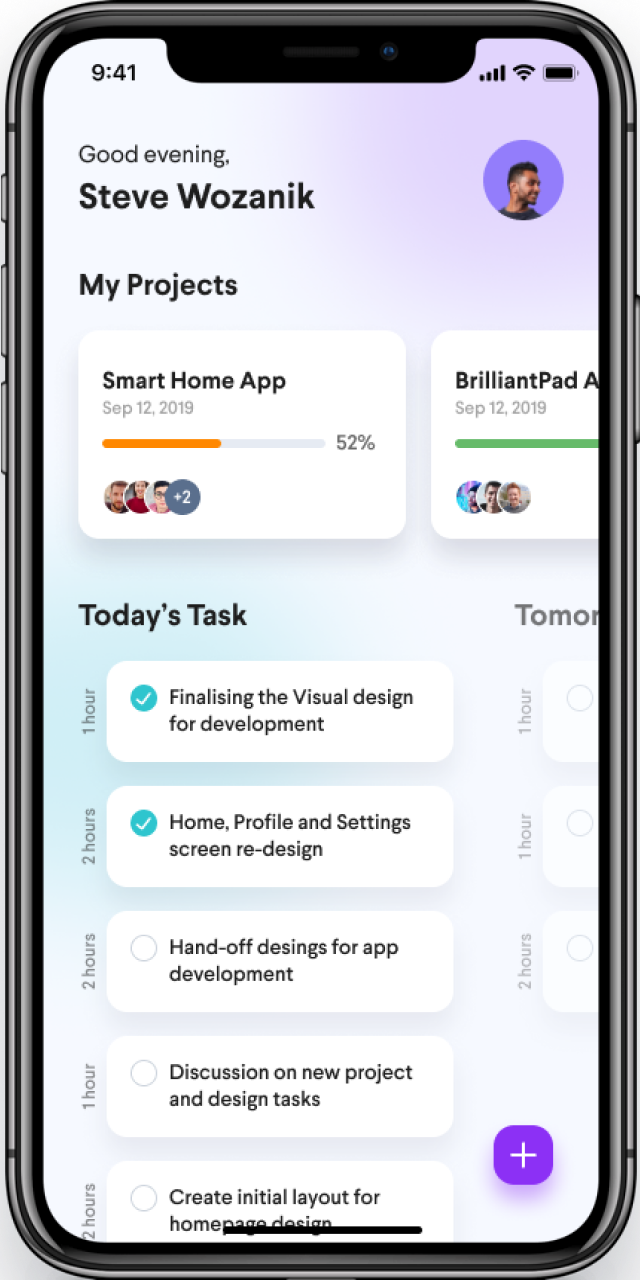 9:41
Good evening,
Steve Wozanik
My Projects
Smart Home App
Sep 12, 2019
52%
+2
BrilliantPad A
Sep 12, 2019
Today’s Task
1 hour
Finalising the Visual design
for development
2 hours
Home, Profile and Settings
screen re-design
2 hours
Hand-off desings for app
development
1 hour
Discussion on new project
and design tasks
2 hours
Create initial layout for
homepage design
Tomor
1 hour
1 hour
2 hours